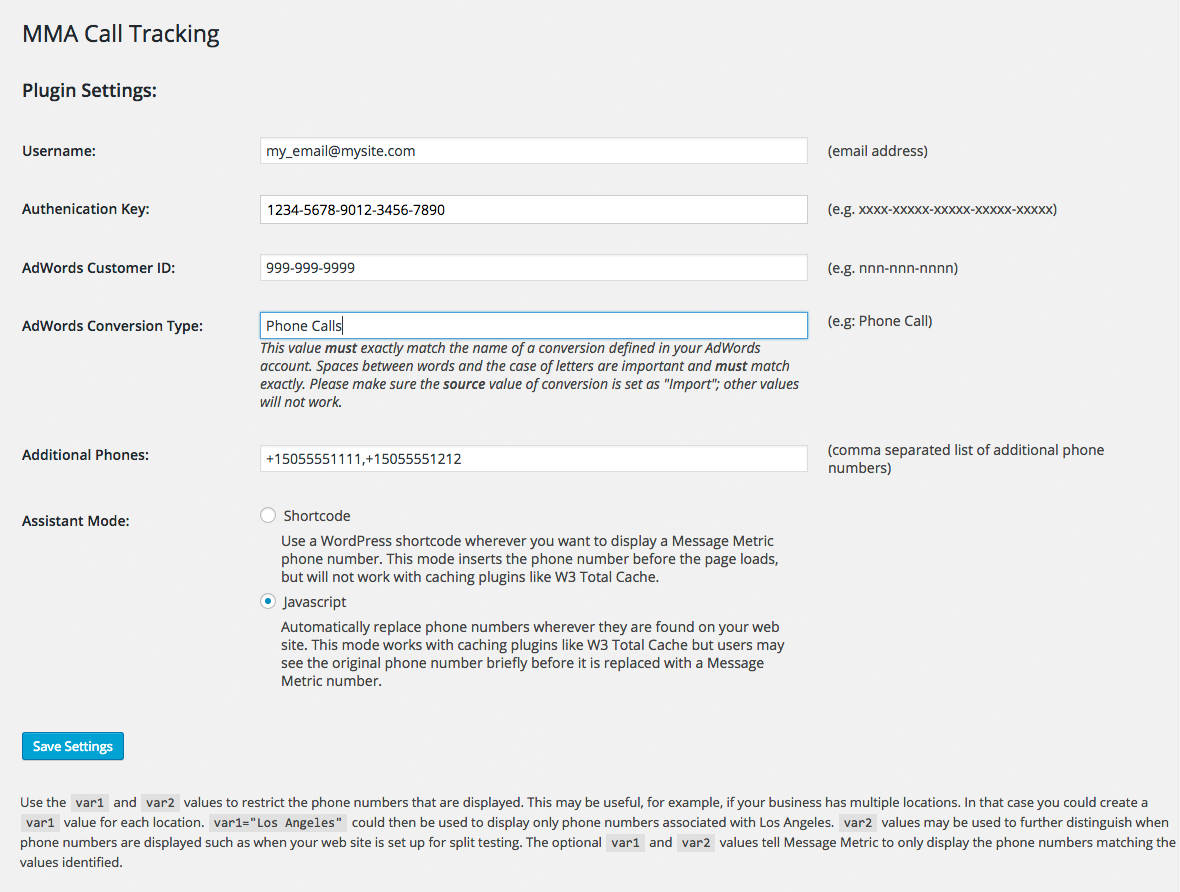 MMA Call Tracking
Plugin Settings:
Username:
my_email@mysite.com
(email address)
Authenication Key:
1234-5678-9012-3456-7890
(e.g. xxxx-xxxxx-xxxxx-xxxxx-xxxxx)
AdWords Customer ID:
999-999-9999
(e.g. nnn-nnn-nnnn)
AdWords Conversion Type:
Phone Calls
(e.g: Phone Call)
This value must exactly match the name of a conversion defined in your AdWords
account. Spaces between words and the case of letters are important and must match
exactly. Please make sure the source value of conversion is set as "Import"; other values
will not work.
Additional Phones:
+15055551111,+15055551212
(comma separated list of additional phone
numbers)
Assistant Mode:
Shortcode
Use a WordPress shortcode wherever you want to display a Message Metric
phone number. This mode inserts the phone number before the page loads,
but will not work with caching plugins like W3 Total Cache.
Javascript
Automatically replace phone numbers wherever they are found on your web
site. This mode works with caching plugins like W3 Total Cache but users may
see the original phone number briefly before it is replaced with a Message
Metric number.
Save Settings
Use the var1 and var2 values to restrict the phone numbers that are displayed. This may be useful, for example, if your business has multiple locations. In that case you could create a
var1 value for each location. var1="Los Angeles" could then be used to display only phone numbers associated with Los Angeles. var2 values may be used to further distinguish when
phone numbers are displayed such as when your web site is set up for split testing. The optional var1 and var2 values tell Message Metric to only display the phone numbers matching the
values identified.